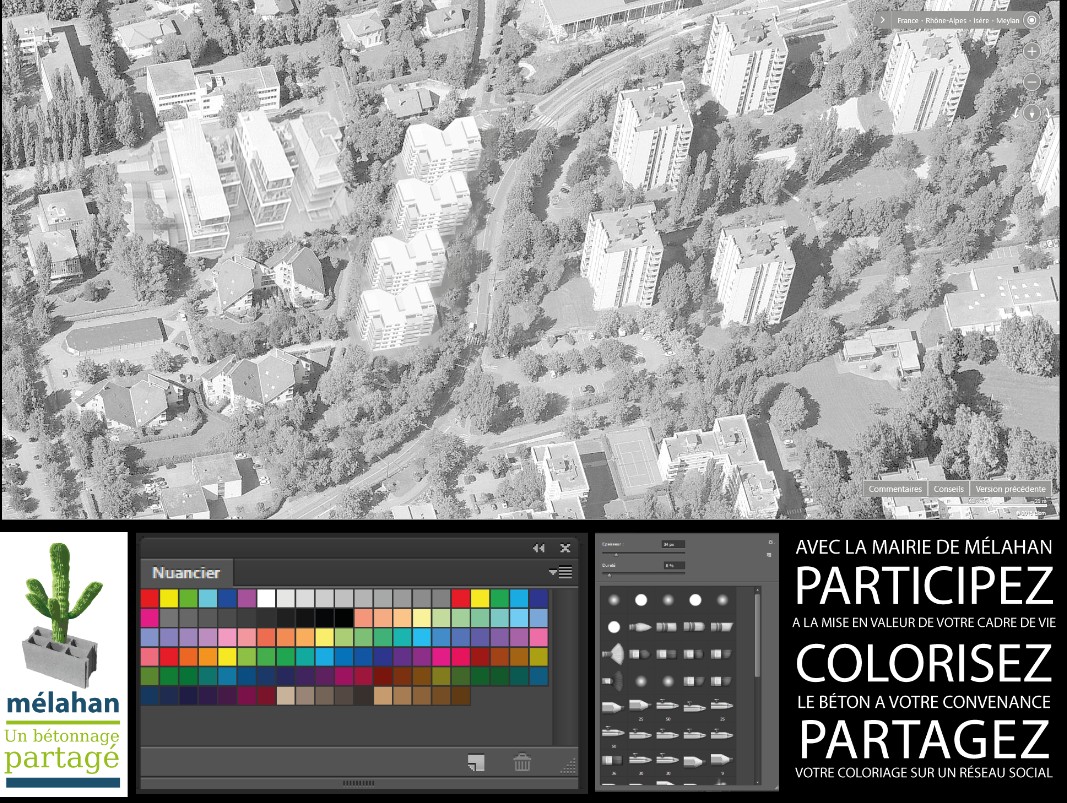 France - Rhône-Alpes - Isère - Meylan
Commentaires Conseils Version précédente
mélahan
Un bétonnage
partagé
Nuancier
AVEC LA MAIRIE DE MÉLAHAN
PARTICIPEZ
A LA MISE EN VALEUR DE VOTRE CADRE DE VIE
COLORISEZ
LE BÉTON A VOTRE CONVENANCE
PARTAGEZ
VOTRE COLORIAGE SUR UN RÉSEAU SOCIAL